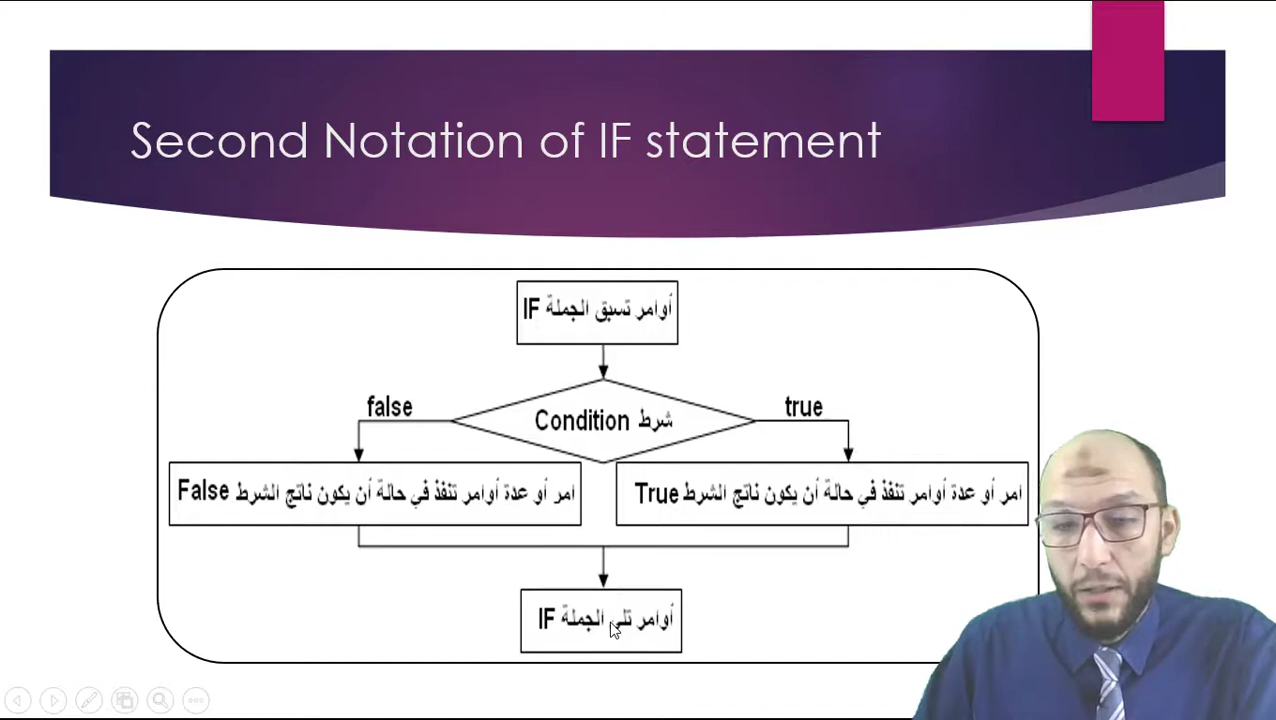 Second Notation of IF statement
أوامر تسبق الجملة IF
false
true
شرط Condition
امر أو عدة أوامر تنفذ في حالة أن يكون ناتج الشرط False
امر أو عدة أوامر تنفذ في حالة أن يكون ناتج الشرط True
أوامر تلي الجملة IF